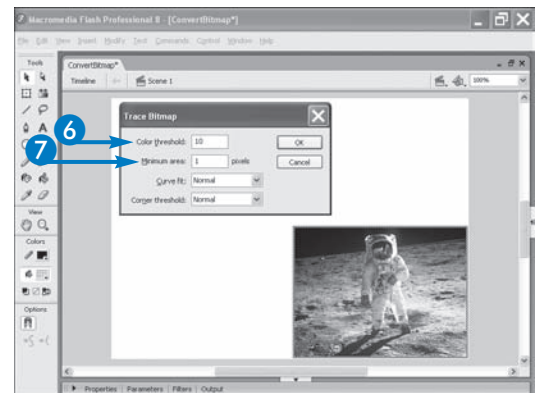 Macromedia Flash Professional 8 - [ConvertBitmap*]
File Edit View Insert Modify Text Commands Control Window Help
Tools
ConvertBitmap*
Timeline Scene 1 100%
Trace Bitmap
6
Color threshold: 10 OK
7
Minimum area: 1 pixels Cancel
Curve fit: Normal
Corner threshold: Normal
View
Colors
Options
Properties Parameters Filters Output